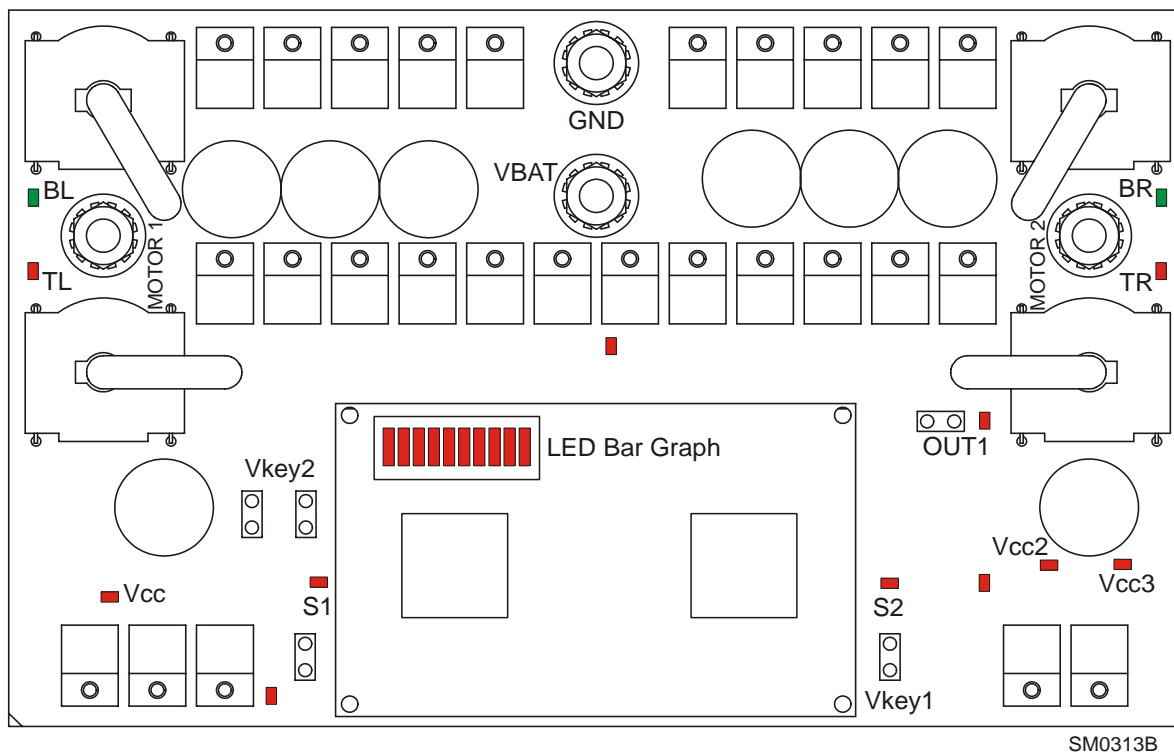 GND
VBAT
BL
BR
MOTOR 1
MOTOR 2
TL
TR
LED Bar Graph
OUT1
Vkey2
Vcc2
Vcc3
Vcc
S1
S2
Vkey1
SM0313B